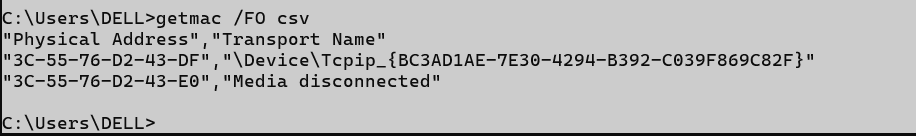 C:\Users\DELL>getmac /FO csv
"Physical Address","Transport Name"
"3C-55-76-D2-43-DF","\Device\Tcpip_{BC3AD1AE-7E30-4294-B392-C039F869C82F}"
"3C-55-76-D2-43-E0","Media disconnected"
C:\Users\DELL>